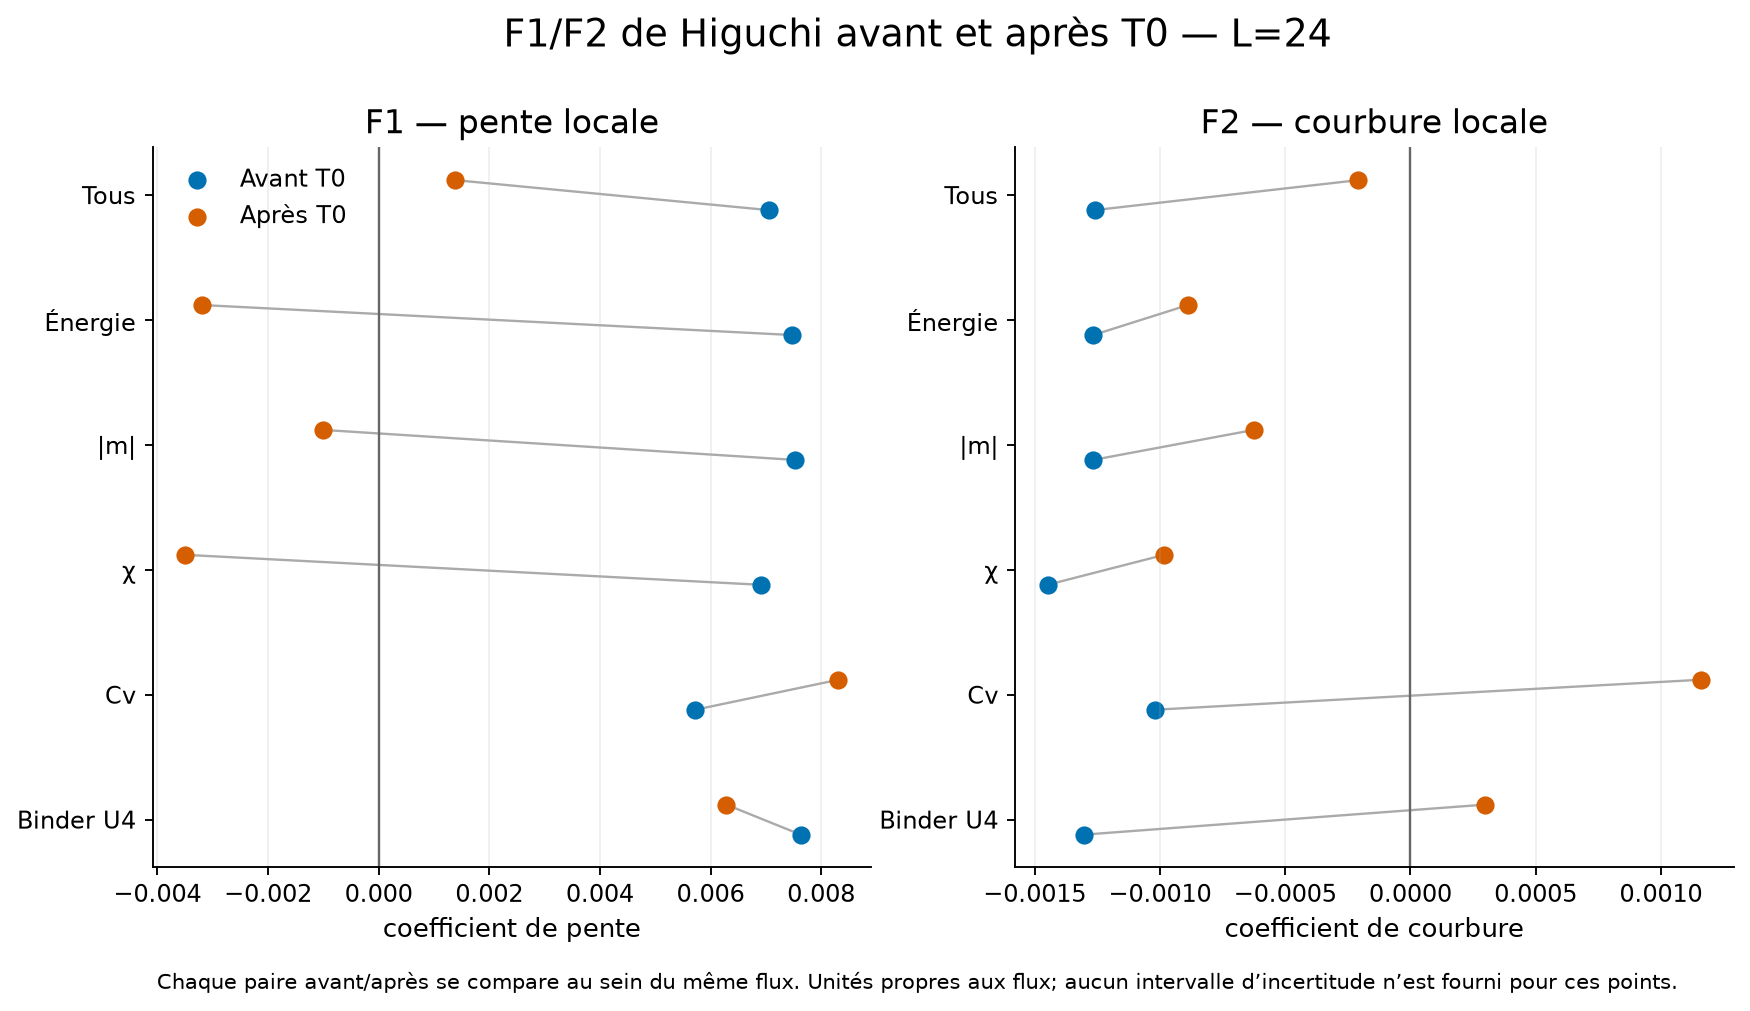 F1/F2 de Higuchi avant et après T0 — L=24
F1 — pente locale
Avant T0
Après T0
Tous
Énergie
|m|
χ
Cv
Binder U4
−0.004 −0.002 0.000 0.002 0.004 0.006 0.008
coefficient de pente
F2 — courbure locale
Tous
Énergie
|m|
χ
Cv
Binder U4
−0.0015 −0.0010 −0.0005 0.0000 0.0005 0.0010
coefficient de courbure
Chaque paire avant/après se compare au sein du même flux. Unités propres aux flux; aucun intervalle d’incertitude n’est fourni pour ces points.